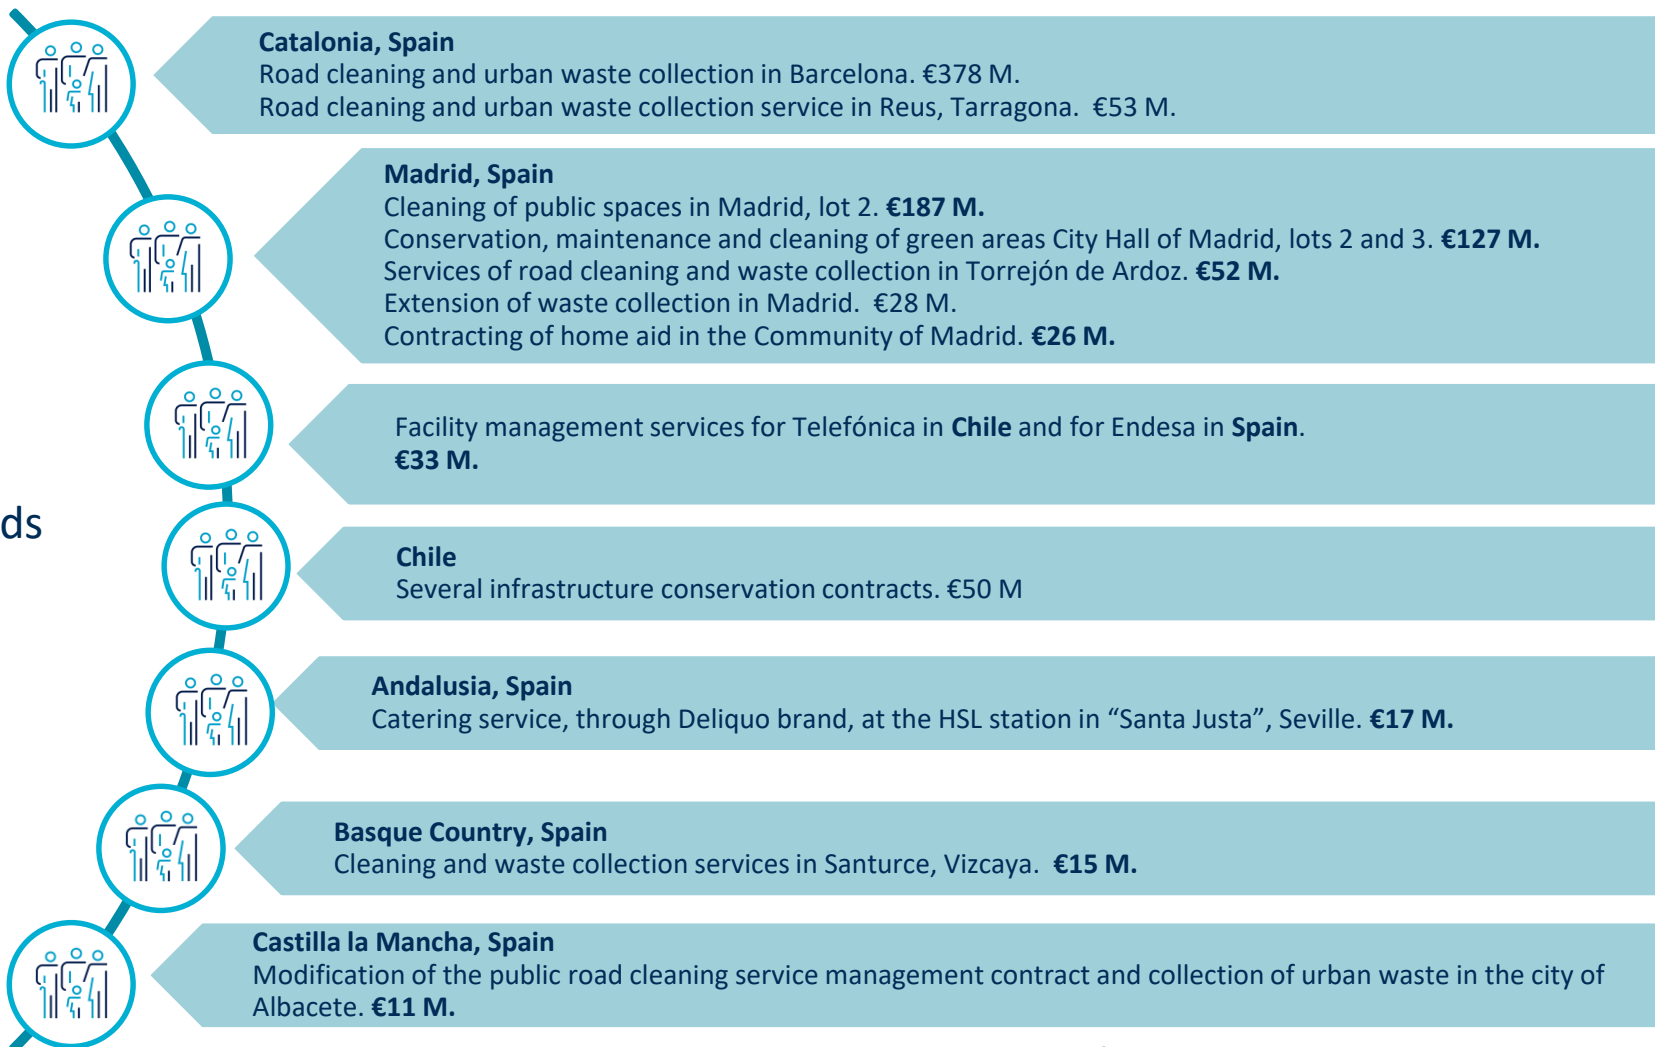 Catalonia, Spain
Road cleaning and urban waste collection in Barcelona. €378 M.
Road cleaning and urban waste collection service in Reus, Tarragona.  €53 M.
Madrid, Spain
Cleaning of public spaces in Madrid, lot 2. €187 M.
Conservation, maintenance and cleaning of green areas City Hall of Madrid, lots 2 and 3. €127 M.
Services of road cleaning and waste collection in Torrejón de Ardoz. €52 M.
Extension of waste collection in Madrid.  €28 M.
Contracting of home aid in the Community of Madrid. €26 M.
Facility management services for Telefónica in Chile and for Endesa in Spain.
€33 M.
ds
Chile
Several infrastructure conservation contracts. €50 M
Andalusia, Spain
Catering service, through Deliquo brand, at the HSL station in “Santa Justa”, Seville. €17 M.
Basque Country, Spain
Cleaning and waste collection services in Santurce, Vizcaya.  €15 M.
Castilla la Mancha, Spain
Modification of the public road cleaning service management contract and collection of urban waste in the city of
Albacete. €11 M.